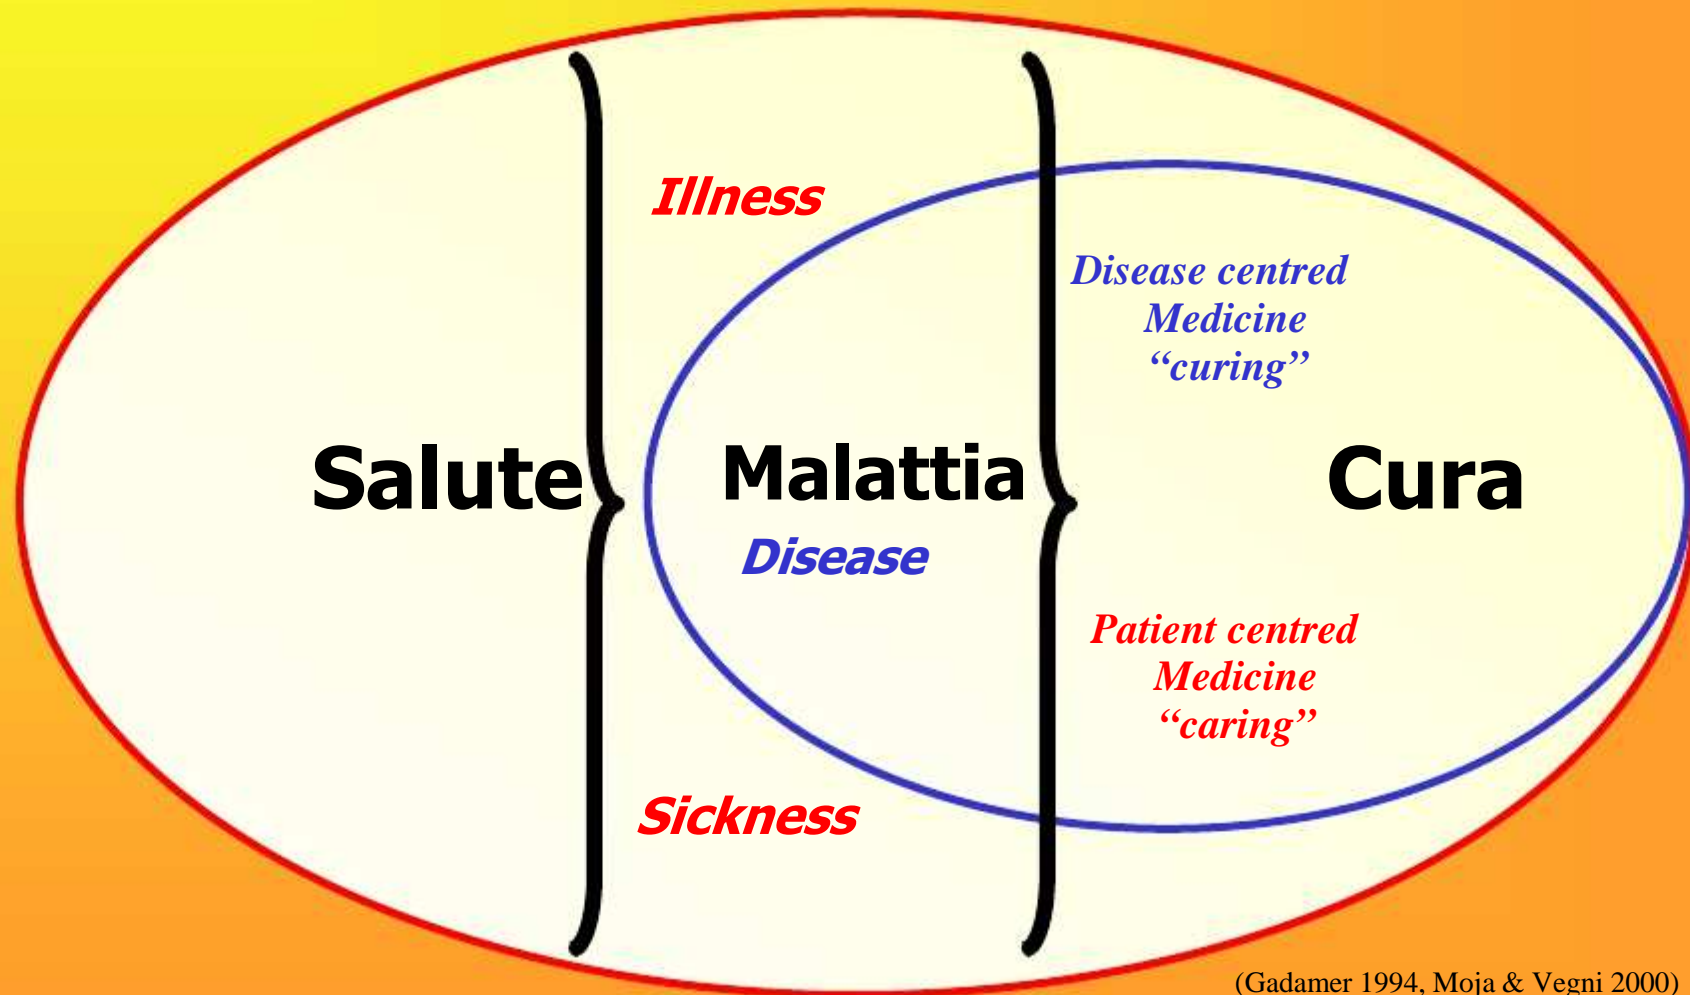 Illness
Disease centred
Medicine
“curing”
Salute
Malattia
Cura
Disease
Patient centred
Medicine
“caring”
Sickness
(Gadamer 1994, Moja & Vegni 2000)